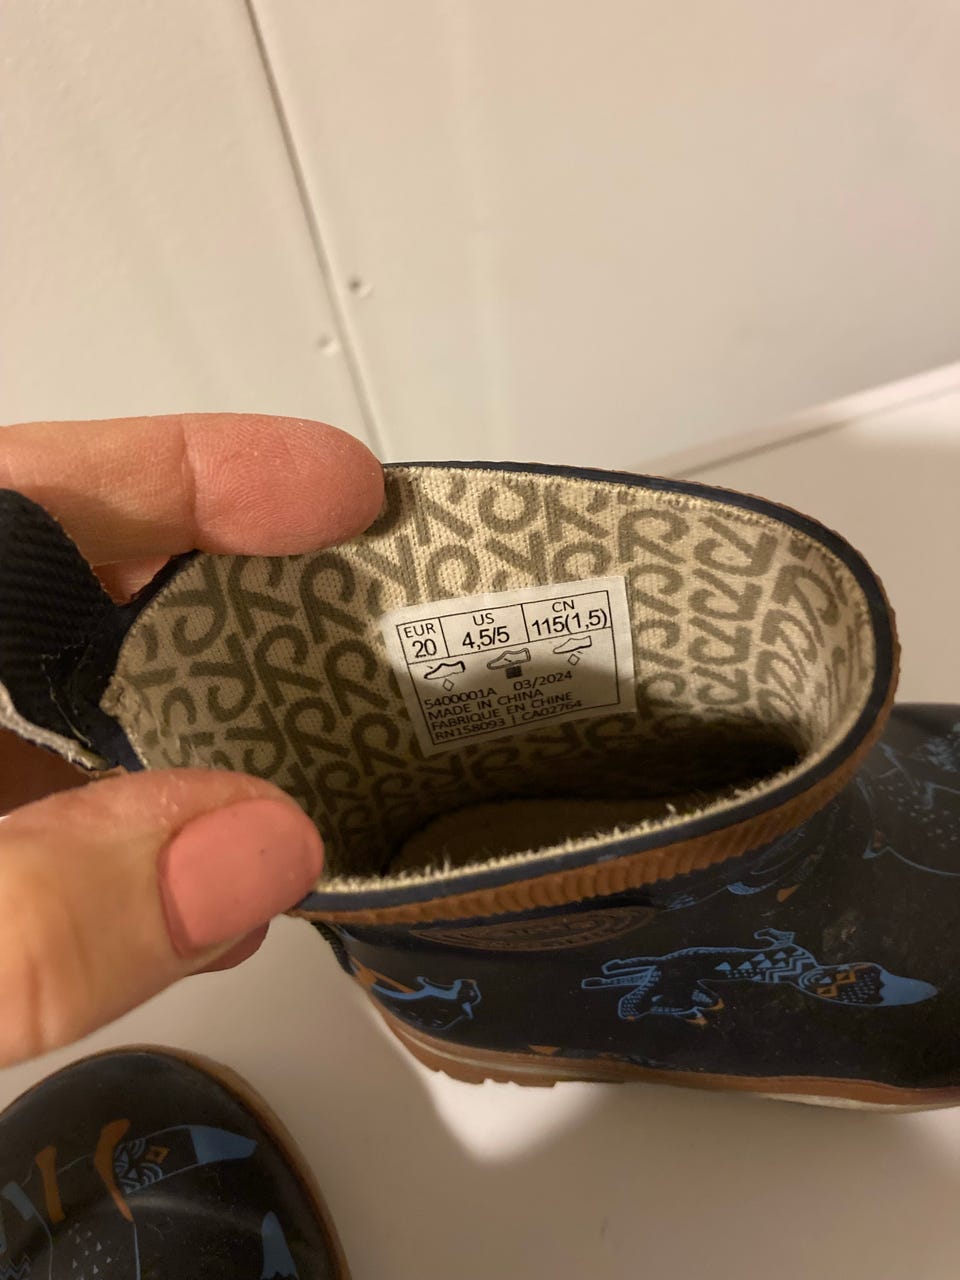 EUR US CN
20 4,5/5 115(1,5)
5400001A 03/2024
MADE IN CHINA
FABRIQUE EN CHINE
RN158093 | CA02764